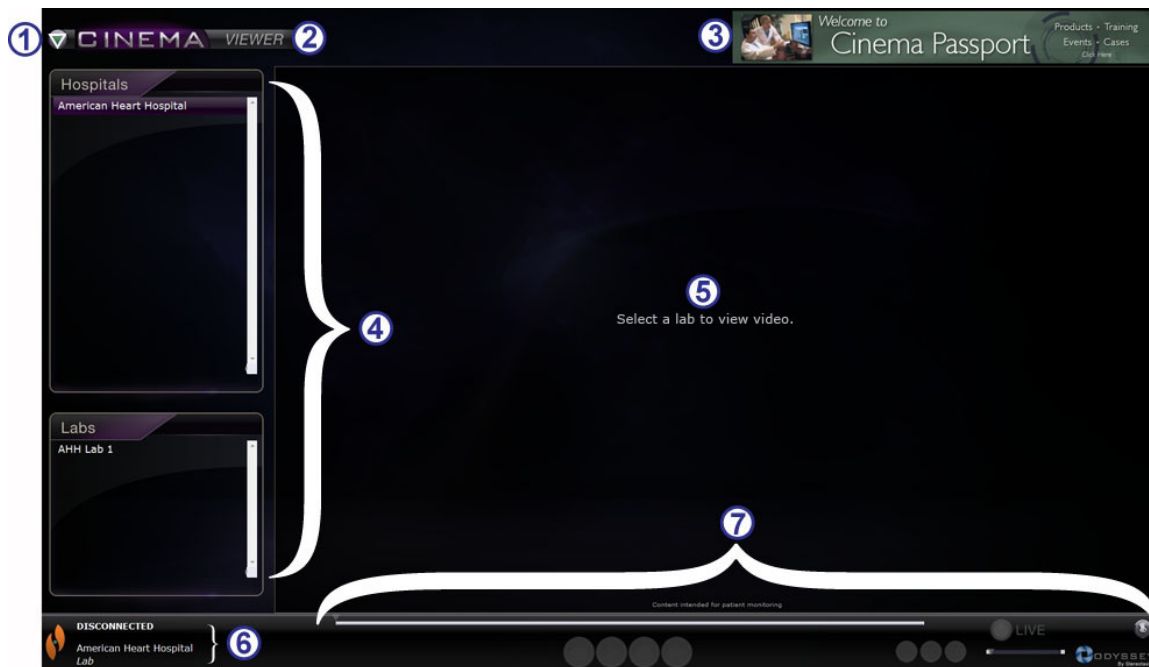 1
CINEMA VIEWER
2
3
Welcome to
Cinema Passport
Products - Training
Events - Cases
Click Here
Hospitals
American Heart Hospital
4
5
Select a lab to view video.
Labs
AHH Lab 1
7
Content intended for patient monitoring
DISCONNECTED
American Heart Hospital
Lab
6
LIVE
ODYSSEY
By Stereotaxis